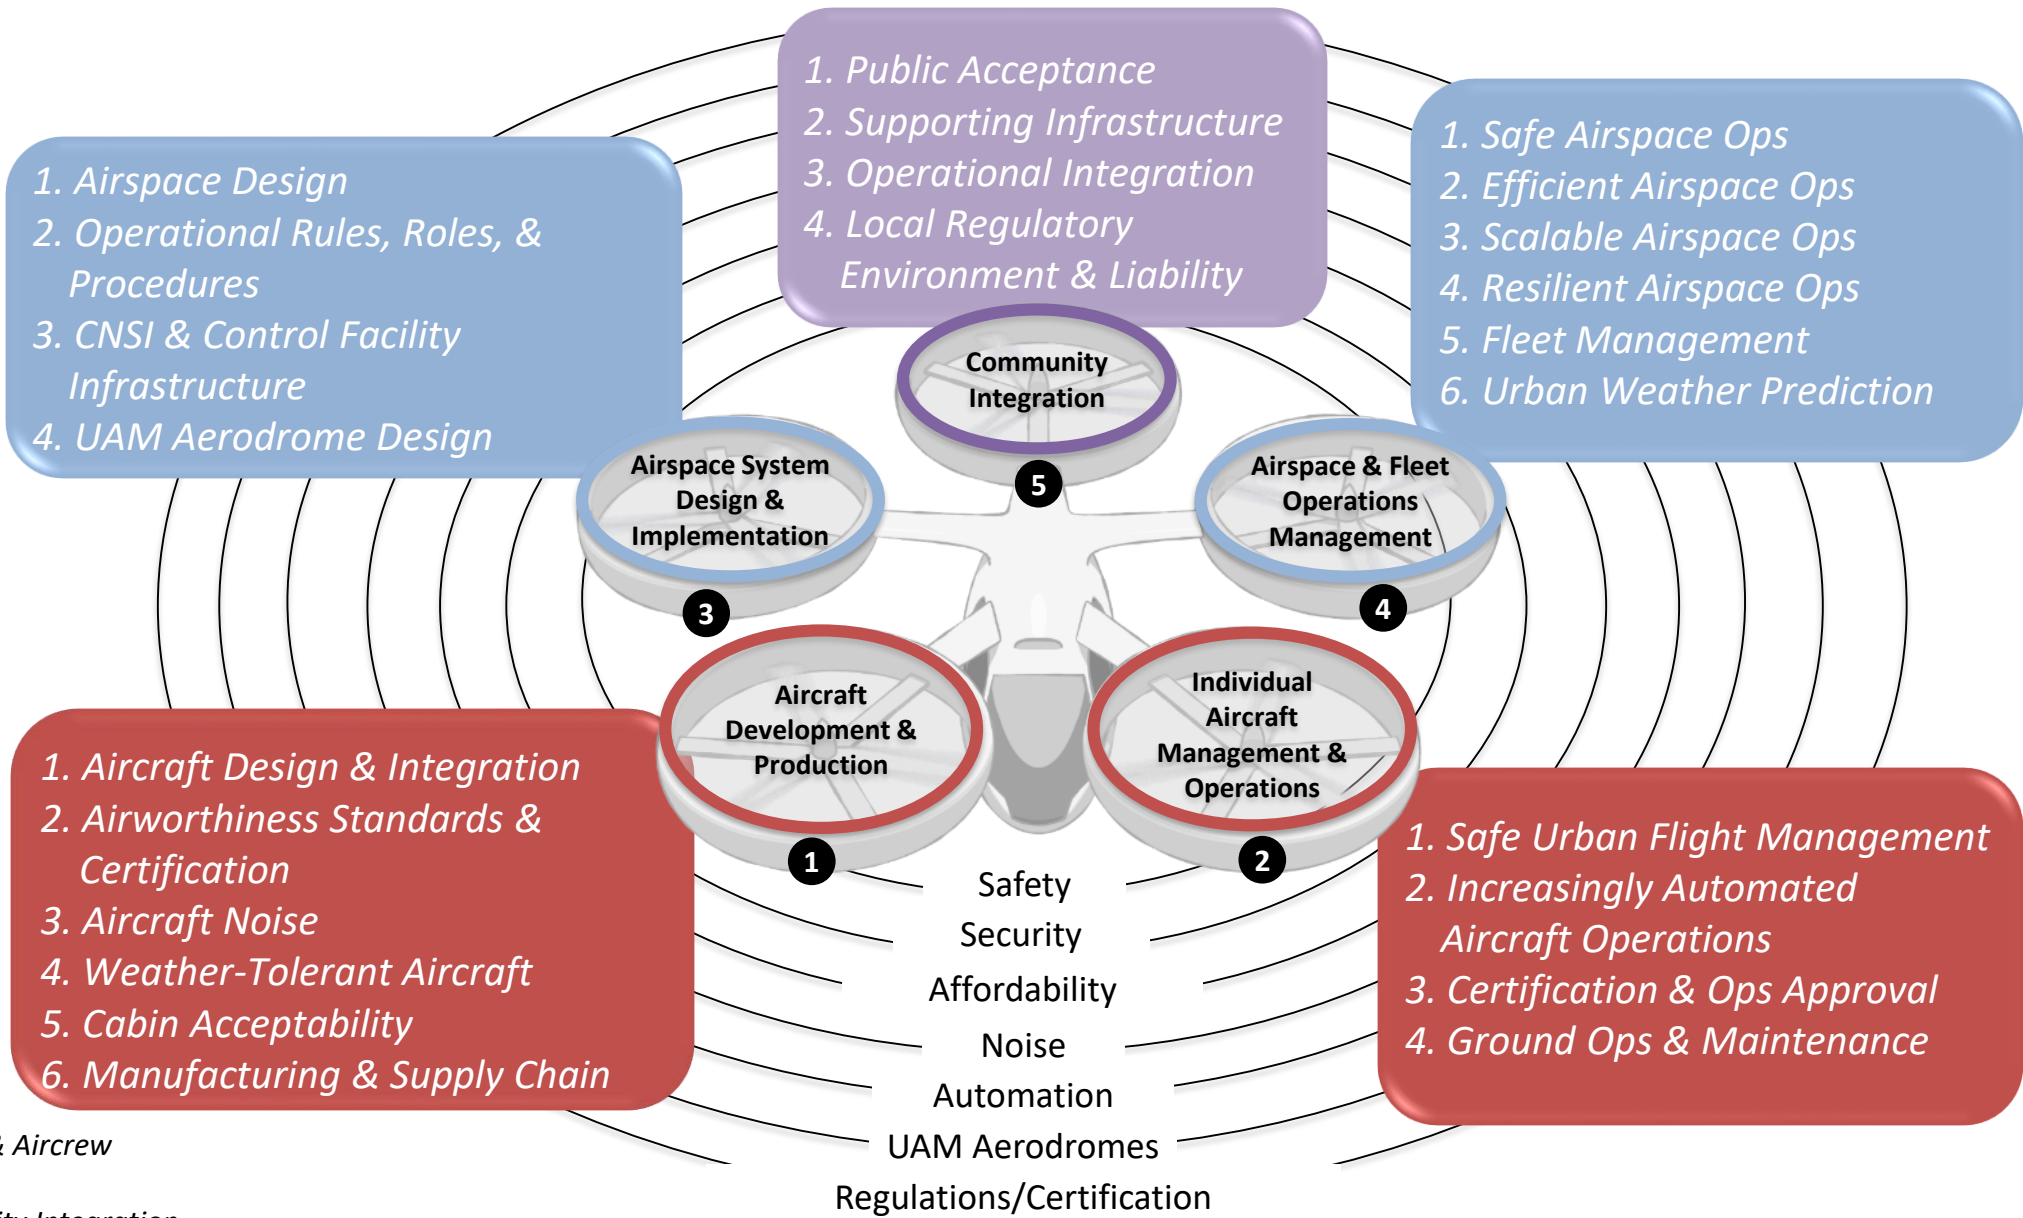 1. Public Acceptance
2. Supporting Infrastructure
3. Operational Integration
4. Local Regulatory
Environment & Liability
1. Airspace Design
2. Operational Rules, Roles, &
Procedures
3. CNSI & Control Facility
Infrastructure
4. UAM Aerodrome Design
1. Safe Airspace Ops
2. Efficient Airspace Ops
3. Scalable Airspace Ops
4. Resilient Airspace Ops
5. Fleet Management
6. Urban Weather Prediction
Community
Integration
5
Airspace System
Design &
Implementation
3
Airspace & Fleet
Operations
Management
4
Aircraft
Development &
Production
1
Individual
Aircraft
Management &
Operations
2
1. Aircraft Design & Integration
2. Airworthiness Standards &
Certification
3. Aircraft Noise
4. Weather-Tolerant Aircraft
5. Cabin Acceptability
6. Manufacturing & Supply Chain
1. Safe Urban Flight Management
2. Increasingly Automated
Aircraft Operations
3. Certification & Ops Approval
4. Ground Ops & Maintenance
Safety
Security
Affordability
Noise
Automation
UAM Aerodromes
Regulations/Certification
& Aircrew
Integration